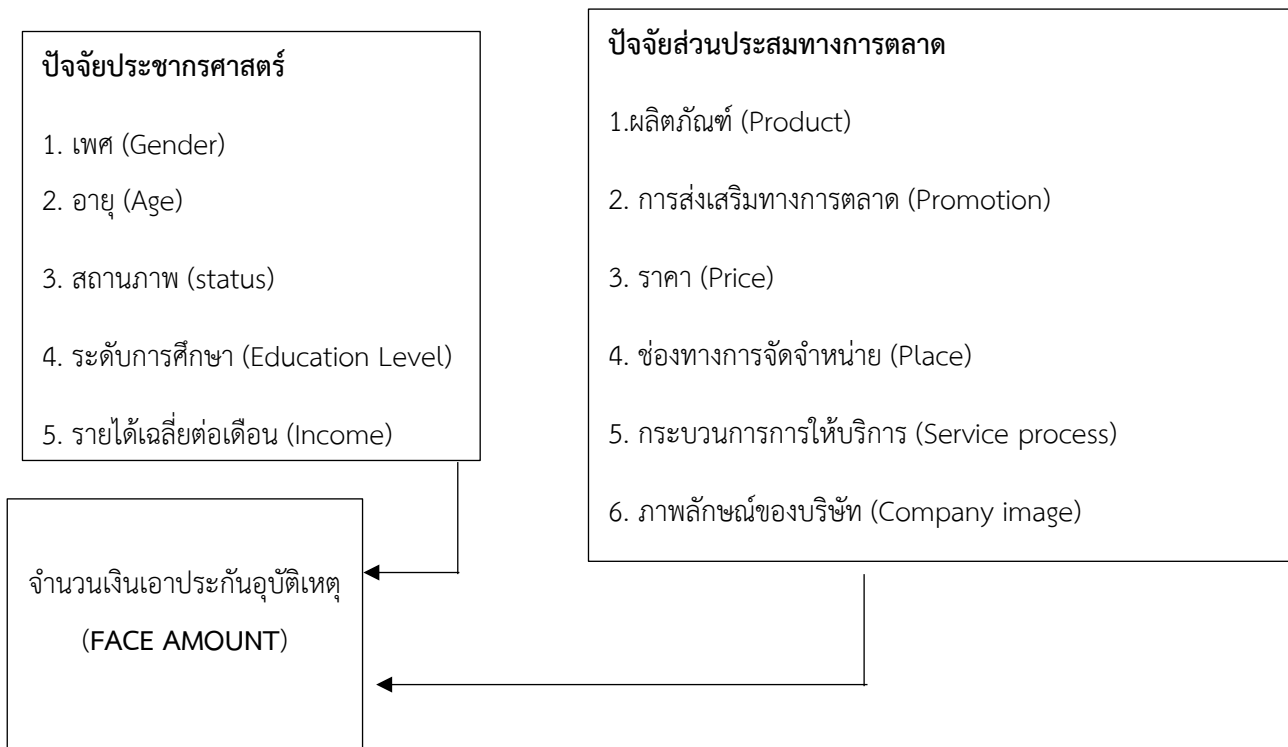 ปัจจัยประชากรศาสตร์
1. เพศ (Gender)
2. อายุ (Age)
3. สถานภาพ (status)
4. ระดับการศึกษา (Education Level)
5. รายได้เฉลี่ยต่อเดือน (Income)
ปัจจัยส่วนประสมทางการตลาด
1.ผลิตภัณฑ์ (Product)
2. การส่งเสริมทางการตลาด (Promotion)
3. ราคา (Price)
4. ช่องทางการจัดจำหน่าย (Place)
5. กระบวนการการให้บริการ (Service process)
6. ภาพลักษณ์ของบริษัท (Company image)
จำนวนเงินเอาประกันอุบัติเหตุ
(FACE AMOUNT)